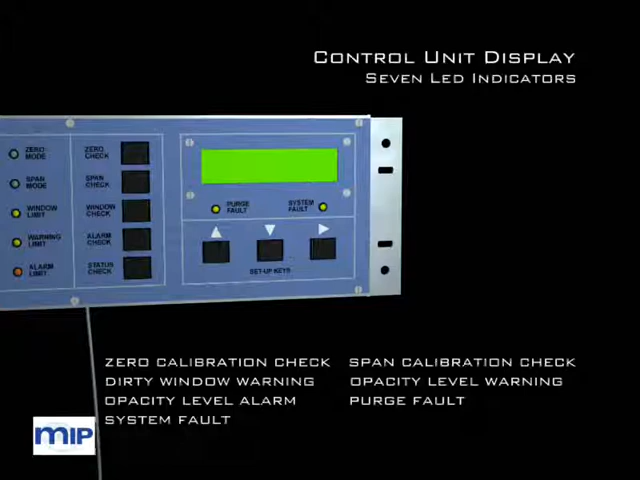 CONTROL UNIT DISPLAY
SEVEN LED INDICATORS
ZERO MODE
ZERO CHECK
SPAN MODE
SPAN CHECK
WINDOW LIMIT
WINDOW CHECK
PURGE FAULT
SYSTEM FAULT
WARNING LIMIT
ALARM CHECK
ALARM LIMIT
STATUS CHECK
SET-UP KEYS
ZERO CALIBRATION CHECK SPAN CALIBRATION CHECK
DIRTY WINDOW WARNING OPACITY LEVEL WARNING
OPACITY LEVEL ALARM PURGE FAULT
SYSTEM FAULT
MIP